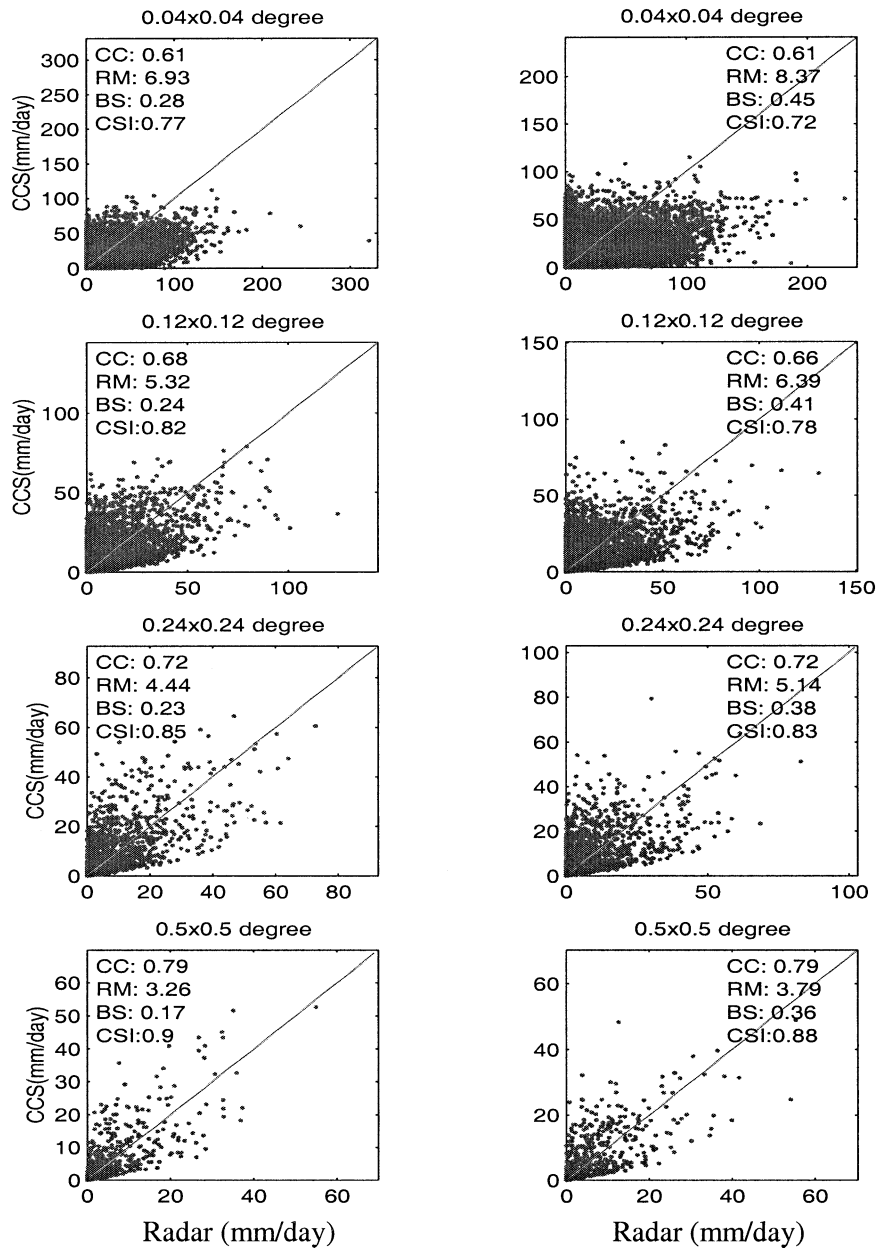 0.04x0.04 degree
CC: 0.61
RM: 6.93
BS: 0.28
CSI:0.77
CCS(mm/day)
300
250
200
150
100
50
0
0 100 200 300
0.04x0.04 degree
CC: 0.61
RM: 8.37
BS: 0.45
CSI:0.72
200
150
100
50
0
0 100 200
0.12x0.12 degree
CC: 0.68
RM: 5.32
BS: 0.24
CSI:0.82
CCS(mm/day)
100
50
0
0 50 100
0.12x0.12 degree
CC: 0.66
RM: 6.39
BS: 0.41
CSI:0.78
150
100
50
0
0 50 100 150
0.24x0.24 degree
CC: 0.72
RM: 4.44
BS: 0.23
CSI:0.85
CCS(mm/day)
80
60
40
20
0
0 20 40 60 80
0.24x0.24 degree
CC: 0.72
RM: 5.14
BS: 0.38
CSI:0.83
100
80
60
40
20
0
0 50 100
0.5x0.5 degree
CC: 0.79
RM: 3.26
BS: 0.17
CSI:0.9
CCS(mm/day)
60
50
40
30
20
10
0
0 20 40 60
Radar (mm/day)
0.5x0.5 degree
CC: 0.79
RM: 3.79
BS: 0.36
CSI:0.88
60
40
20
0
0 20 40 60
Radar (mm/day)